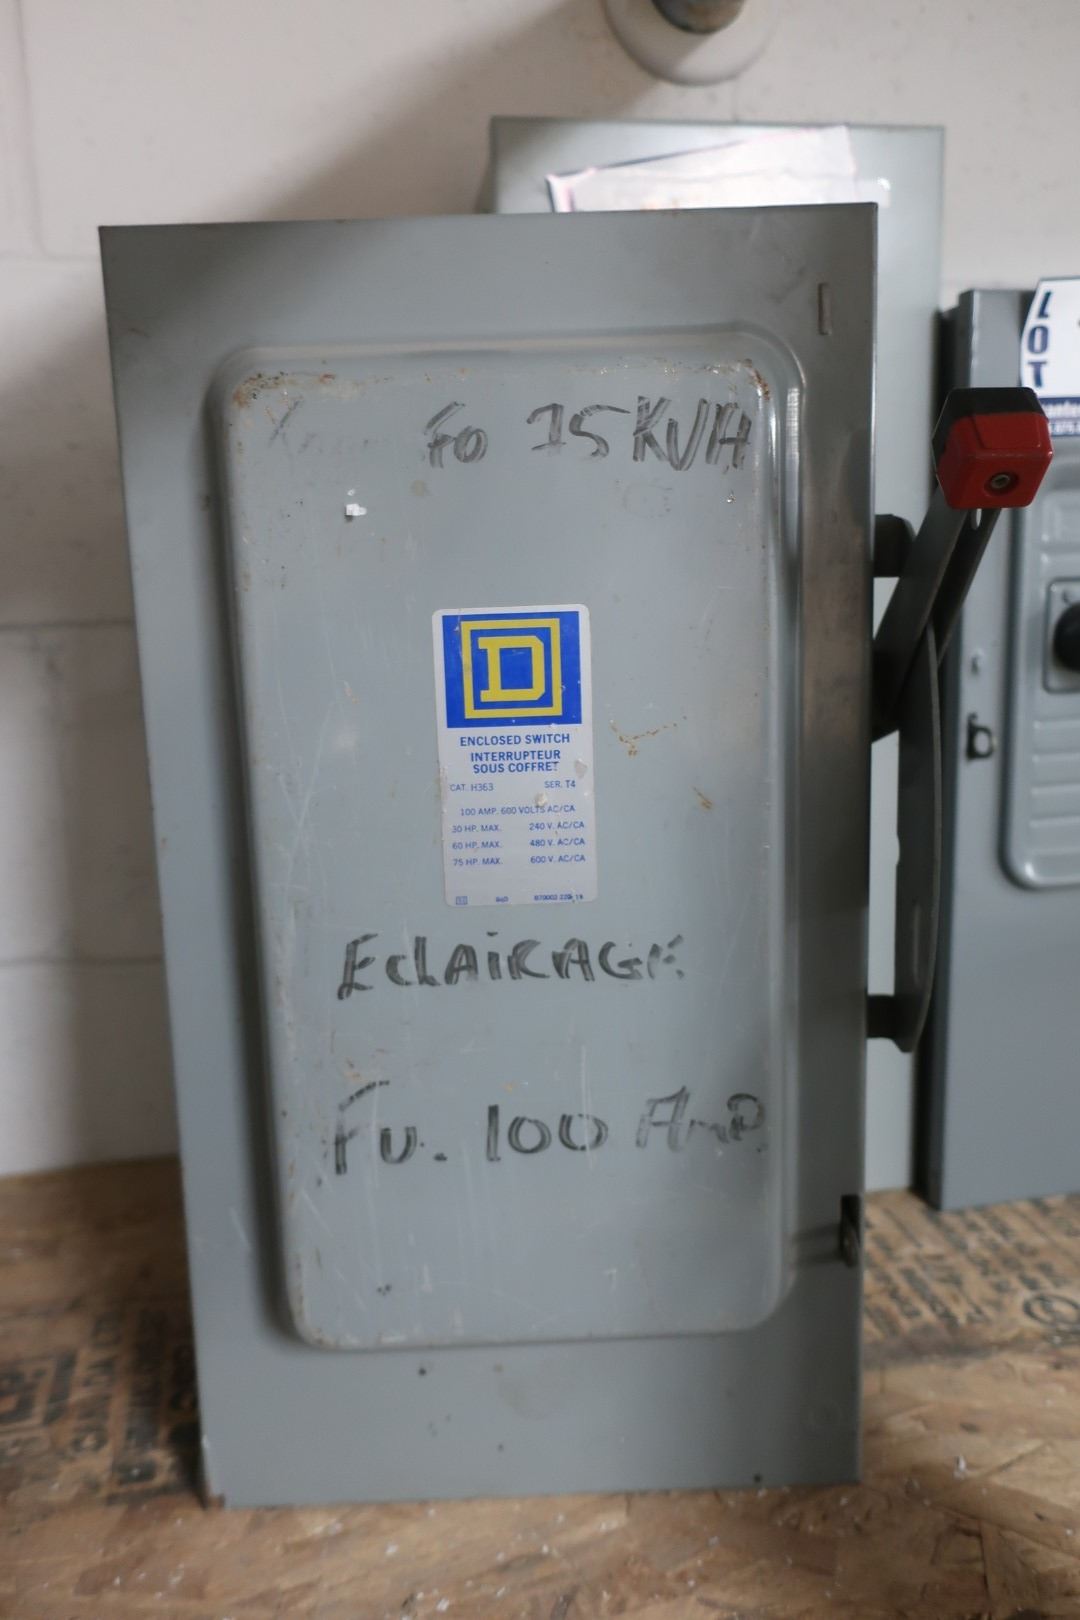 LOT
Fo 75 KVA
D
ENCLOSED SWITCH
INTERRUPTEUR
SOUS COFFRET
CAT. H363 SER. T4
100 AMP. 600 VOLTS AC/CA
30 HP. MAX. 240 V. AC/CA
60 HP. MAX. 480 V. AC/CA
75 HP. MAX. 600 V. AC/CA
SqD
EclAiRAGE
Fu. 100 AmP.